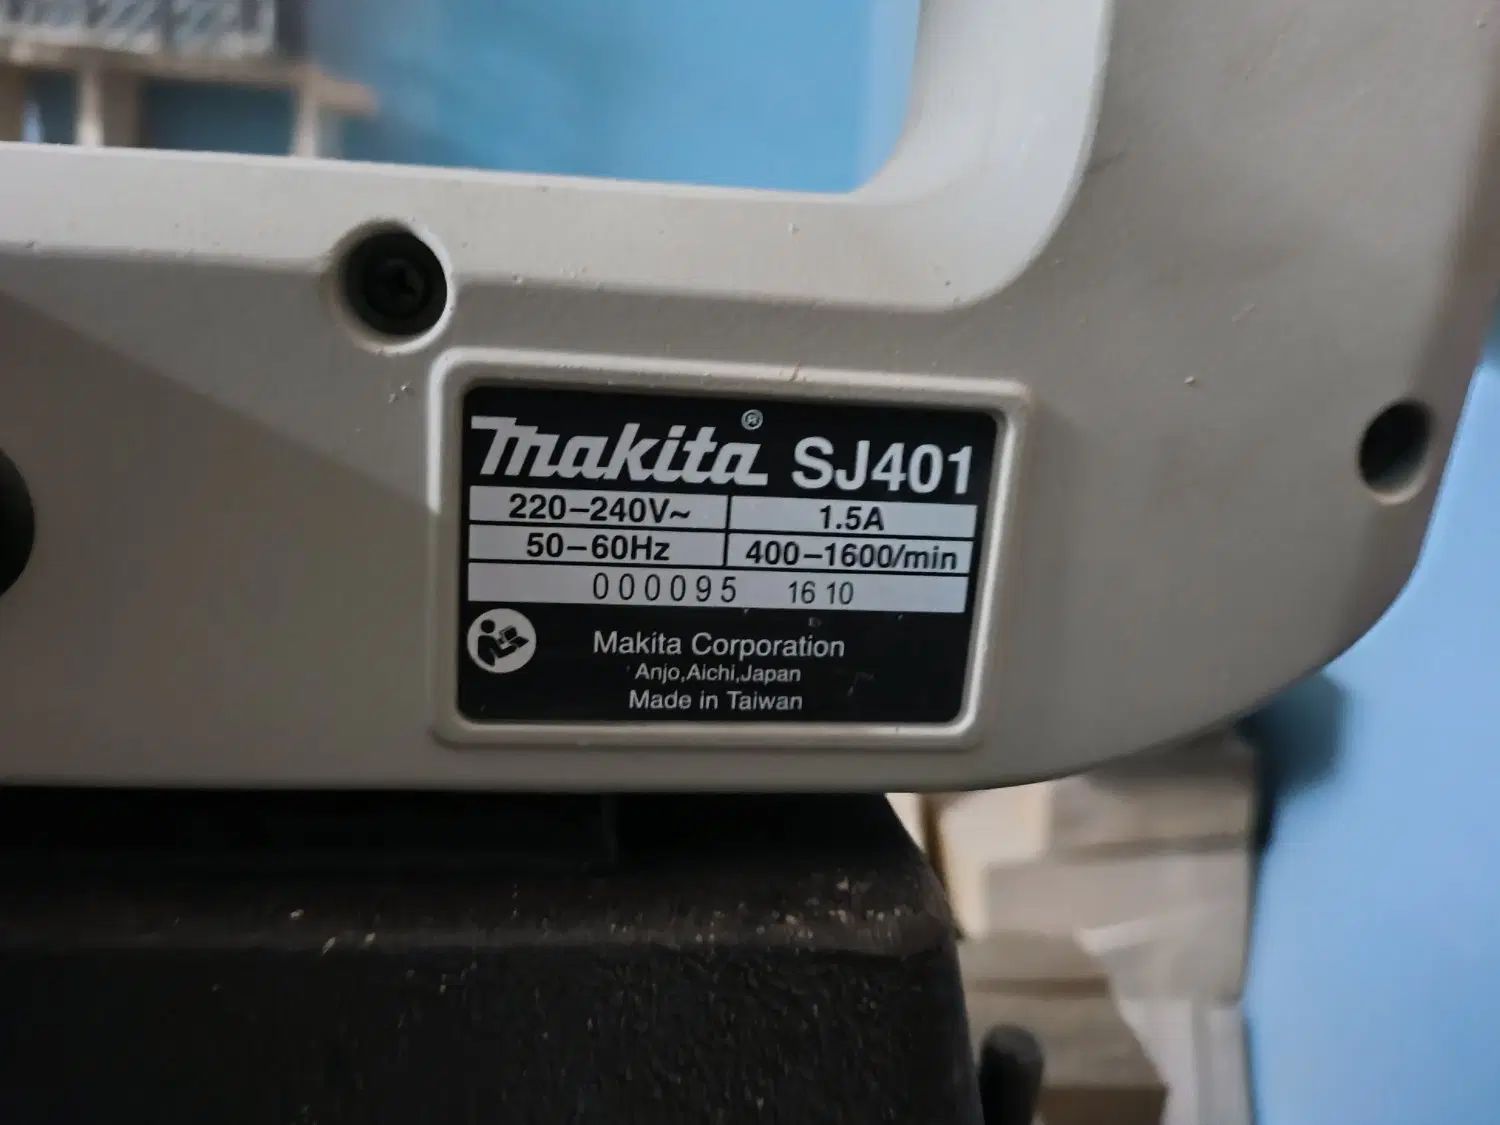 makita® SJ401
220–240V~ 1.5A
50–60Hz 400–1600/min
000095 16 10
Makita Corporation
Anjo,Aichi,Japan
Made in Taiwan